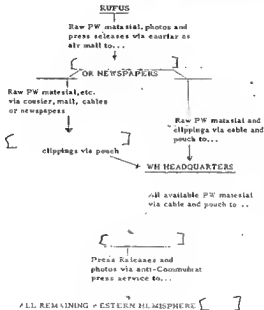 RUFUS
Raw PW material, photos and
press releases via courier or
air mail to...
[ ]
OR NEWSPAPERS
Raw PW material, etc.
via courier, mail, cables
or newspapers
Raw PW material and
clippings via cable and
pouch to...
[ ]
clippings via pouch
WH HEADQUARTERS
All available PW material
via cable and pouch to ..
[ ]
Press Releases and
photos via anti-Communist
press service to...
ALL REMAINING WESTERN HEMISPHERE [ ]